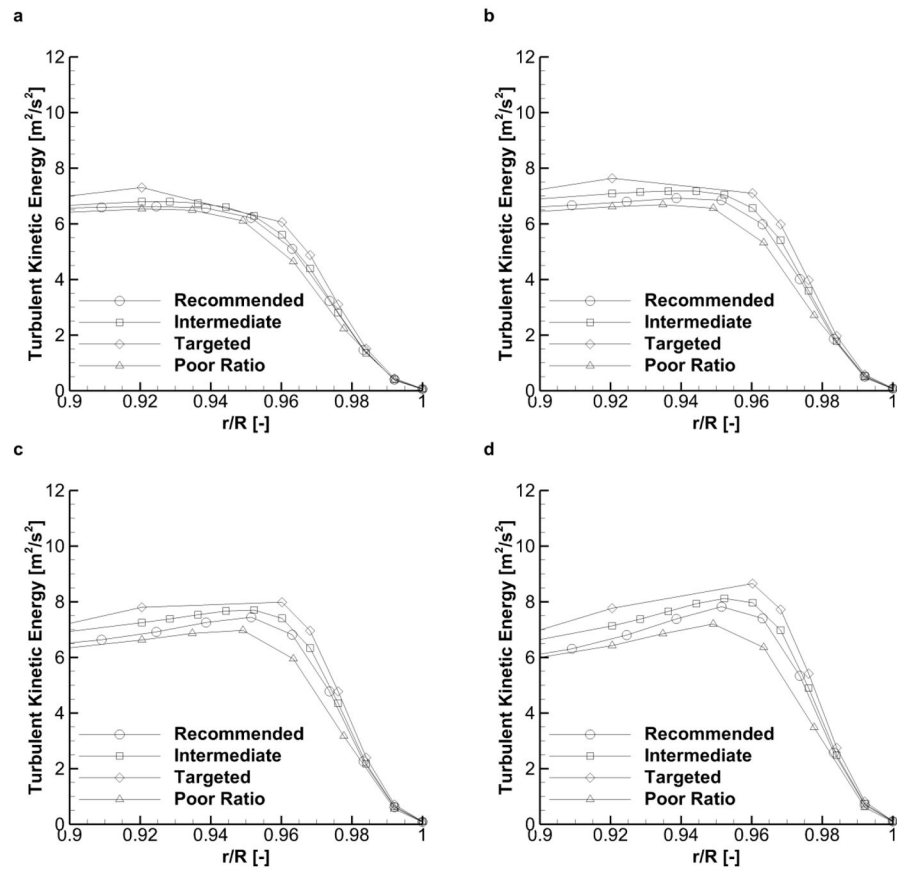 a
Turbulent Kinetic Energy [m²/s²]
12
10
8
6
4
2
0
0.9 0.92 0.94 0.96 0.98 1
r/R [-]
Recommended
Intermediate
Targeted
Poor Ratio
b
Turbulent Kinetic Energy [m²/s²]
12
10
8
6
4
2
0
0.9 0.92 0.94 0.96 0.98 1
r/R [-]
Recommended
Intermediate
Targeted
Poor Ratio
c
Turbulent Kinetic Energy [m²/s²]
12
10
8
6
4
2
0
0.9 0.92 0.94 0.96 0.98 1
r/R [-]
Recommended
Intermediate
Targeted
Poor Ratio
d
Turbulent Kinetic Energy [m²/s²]
12
10
8
6
4
2
0
0.9 0.92 0.94 0.96 0.98 1
r/R [-]
Recommended
Intermediate
Targeted
Poor Ratio